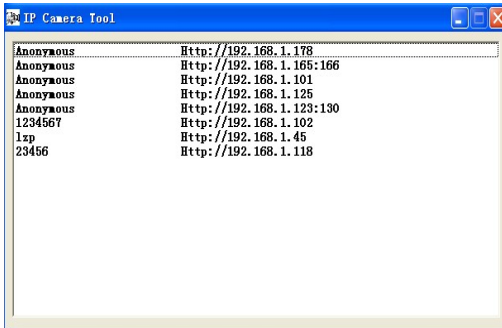 IP Camera Tool
Anonymous Http://192.168.1.178
Anonymous Http://192.168.1.165:166
Anonymous Http://192.168.1.101
Anonymous Http://192.168.1.125
Anonymous Http://192.168.1.123:130
1234567 Http://192.168.1.102
lzp Http://192.168.1.45
23456 Http://192.168.1.118